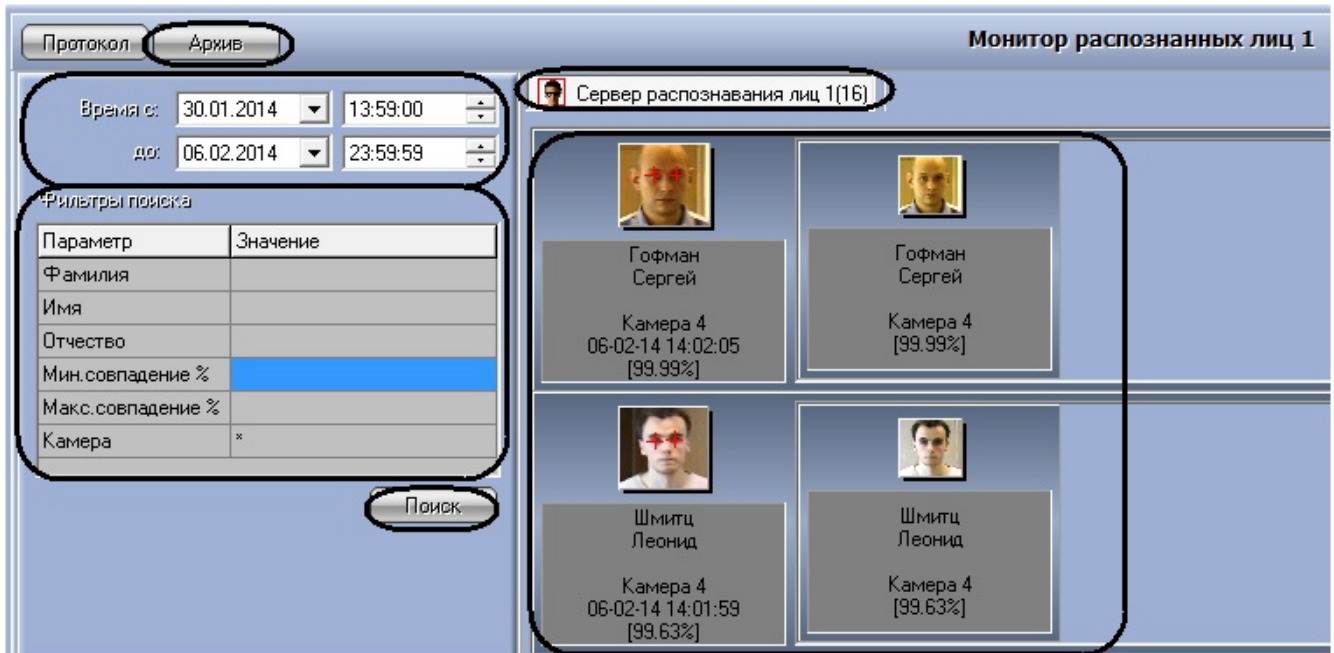 Протокол Архив Монитор распознанных лиц 1
Время с: 30.01.2014 13:59:00
до: 06.02.2014 23:59:59
Фильтры поиска
Параметр Значение
Фамилия
Имя
Отчество
Мин.совпадение %
Макс.совпадение %
Камера *
Поиск
Сервер распознавания лиц 1(16)
Гофман
Сергей
Камера 4
06-02-14 14:02:05
[99.99%]
Гофман
Сергей
Камера 4
[99.99%]
Шмитц
Леонид
Камера 4
06-02-14 14:01:59
[99.63%]
Шмитц
Леонид
Камера 4
[99.63%]